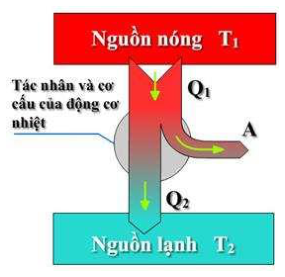 Nguồn nóng T₁
Tác nhân và cơ
cấu của động cơ
nhiệt
Q₁
A
Q₂
Nguồn lạnh T₂